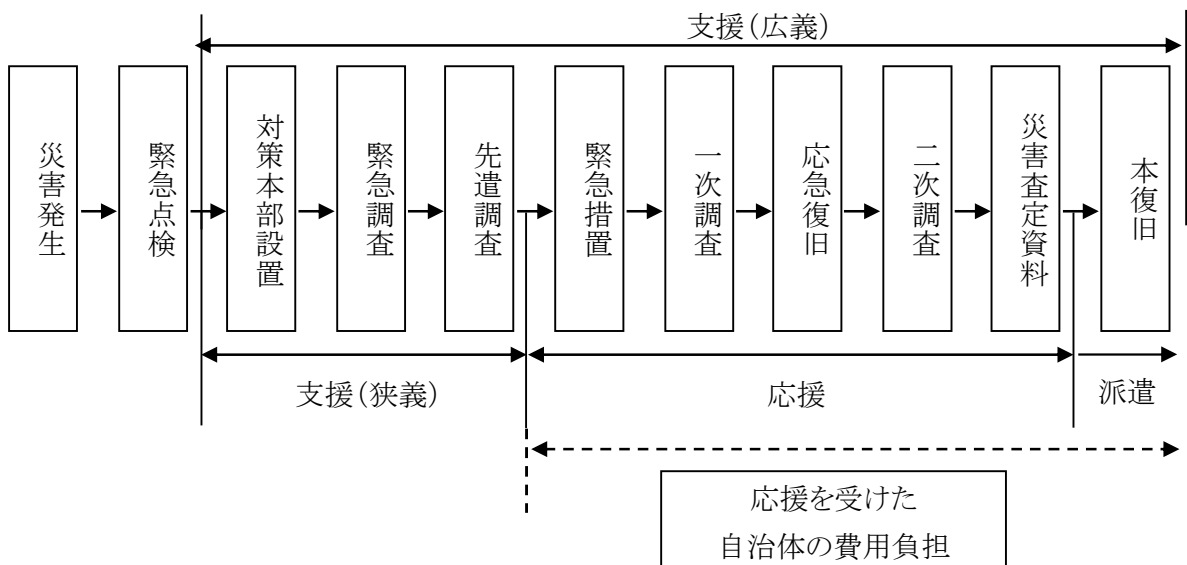 支援（広義）
災害発生
緊急点検
対策本部設置
緊急調査
先遣調査
緊急措置
一次調査
応急復旧
二次調査
災害査定資料
本復旧
支援（狭義）
応援
派遣
応援を受けた
自治体の費用負担